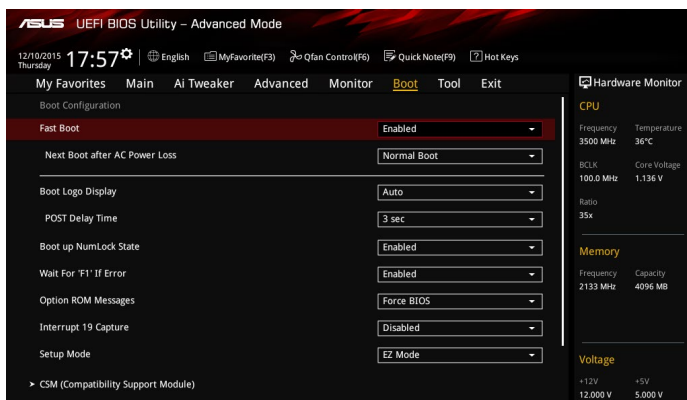 ASUS UEFI BIOS Utility – Advanced Mode
12/10/2015 Thursday 17:57 English MyFavorite(F3) Qfan Control(F6) Quick Note(F9) ? Hot Keys
My Favorites Main Ai Tweaker Advanced Monitor Boot Tool Exit
Hardware Monitor
Boot Configuration
Fast Boot Enabled
Next Boot after AC Power Loss Normal Boot
Boot Logo Display Auto
POST Delay Time 3 sec
Boot up NumLock State Enabled
Wait For 'F1' If Error Enabled
Option ROM Messages Force BIOS
Interrupt 19 Capture Disabled
Setup Mode EZ Mode
CSM (Compatibility Support Module)
CPU
Frequency Temperature
3500 MHz 36°C
BCLK Core Voltage
100.0 MHz 1.136 V
Ratio
35x
Memory
Frequency Capacity
2133 MHz 4096 MB
Voltage
+12V +5V
12.000 V 5.000 V